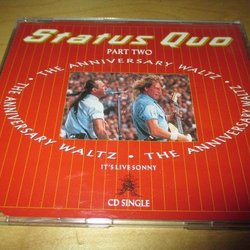 Status Quo
PART TWO
· THE ANNIVERSARY WALTZ · THE ANNIVERSARY WALTZ · THE ANNIVERSARY WALTZ
IT'S LIVE SONNY
CD SINGLE